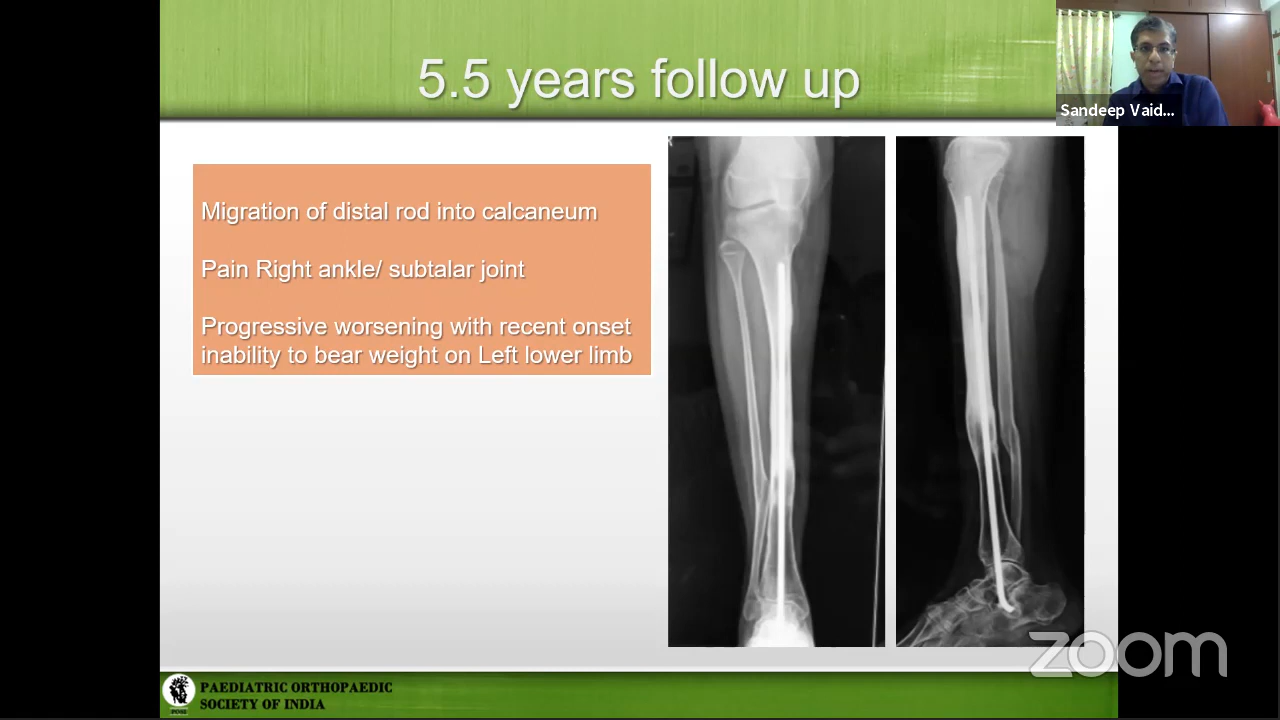 5.5 years follow up
Sandeep Vaid...
Migration of distal rod into calcaneum
Pain Right ankle/ subtalar joint
Progressive worsening with recent onset
inability to bear weight on Left lower limb
zoom
PAEDIATRIC ORTHOPAEDIC
SOCIETY OF INDIA